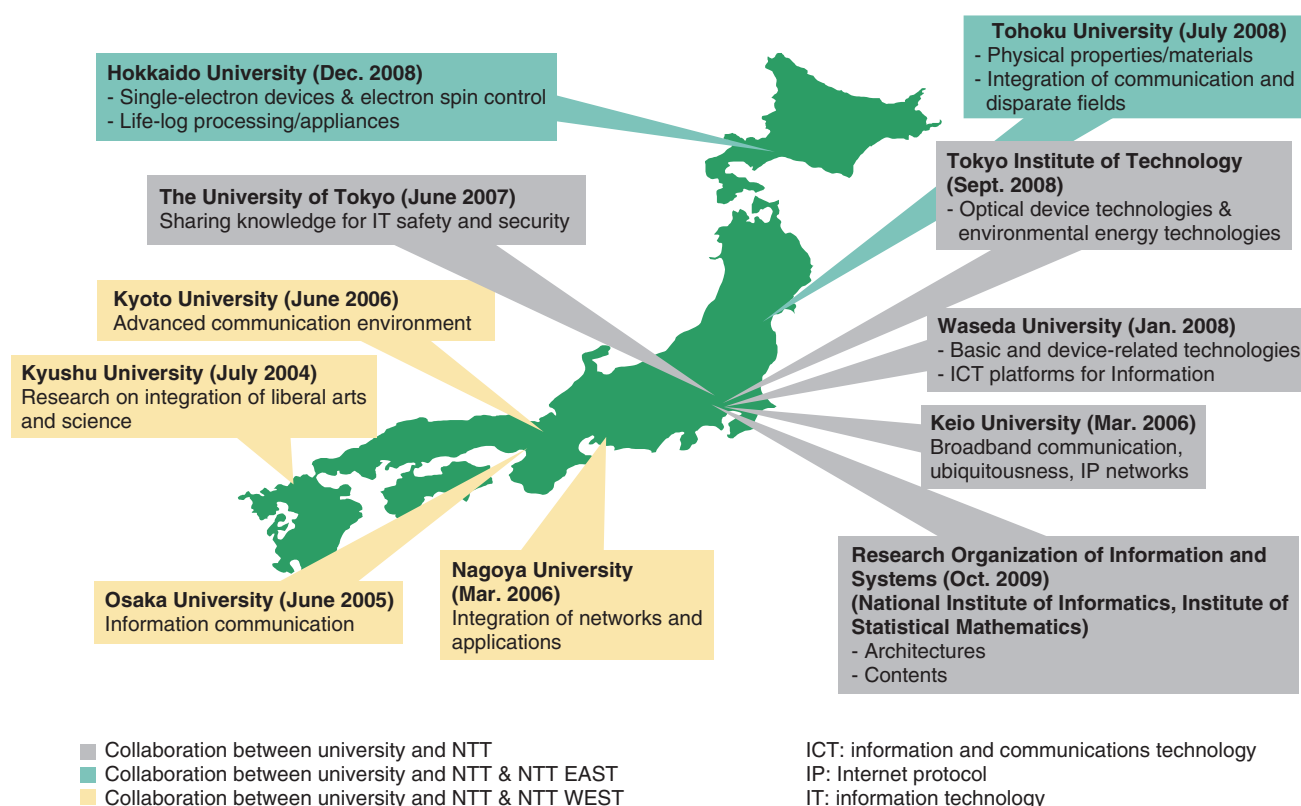 Tohoku University (July 2008)
- Physical properties/materials
- Integration of communication and
disparate fields
Hokkaido University (Dec. 2008)
- Single-electron devices & electron spin control
- Life-log processing/appliances
Tokyo Institute of Technology
(Sept. 2008)
- Optical device technologies &
environmental energy technologies
The University of Tokyo (June 2007)
Sharing knowledge for IT safety and security
Kyoto University (June 2006)
Advanced communication environment
Waseda University (Jan. 2008)
- Basic and device-related technologies
- ICT platforms for Information
Kyushu University (July 2004)
Research on integration of liberal arts
and science
Keio University (Mar. 2006)
Broadband communication,
ubiquitousness, IP networks
Research Organization of Information and
Systems (Oct. 2009)
(National Institute of Informatics, Institute of
Statistical Mathematics)
- Architectures
- Contents
Nagoya University
(Mar. 2006)
Integration of networks and
applications
Osaka University (June 2005)
Information communication
Collaboration between university and NTT
Collaboration between university and NTT & NTT EAST
Collaboration between university and NTT & NTT WEST
ICT: information and communications technology
IP: Internet protocol
IT: information technology